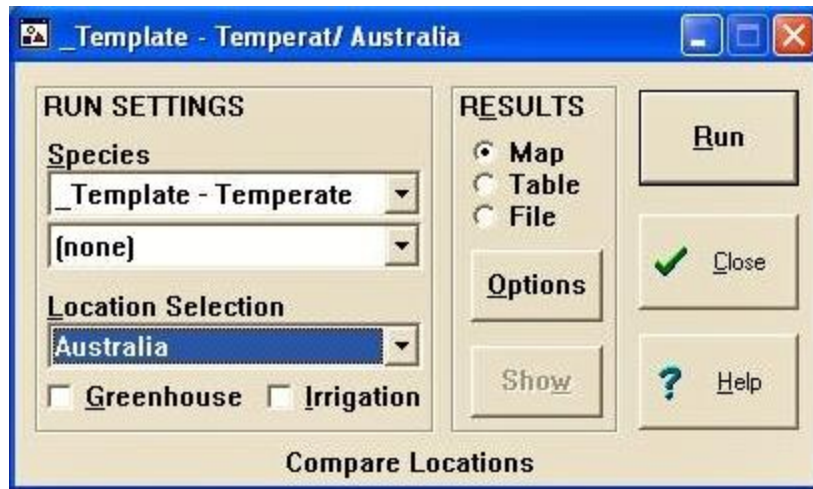 _Template - Temperat/ Australia
RUN SETTINGS
Species
_Template - Temperate
(none)
Location Selection
Australia
Greenhouse Irrigation
RESULTS
Map
Table
File
Options
Show
Run
Close
? Help
Compare Locations